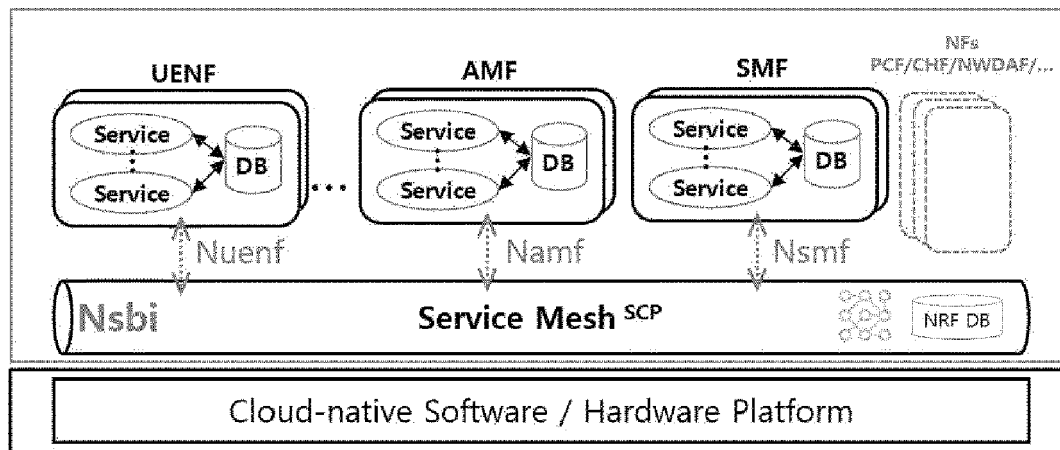 NFs
UENF AMF SMF PCF/CHF/NWDAF/...
Service Service Service
DB DB DB
Service Service Service
Nuenf Namf Nsmf
Nsbi Service Mesh SCP NRF DB
Cloud-native Software / Hardware Platform